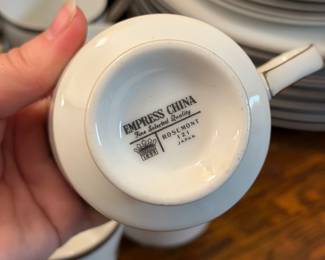 EMPRESS CHINA
Fine Selected Quality
ROSEMONT
121
JAPAN